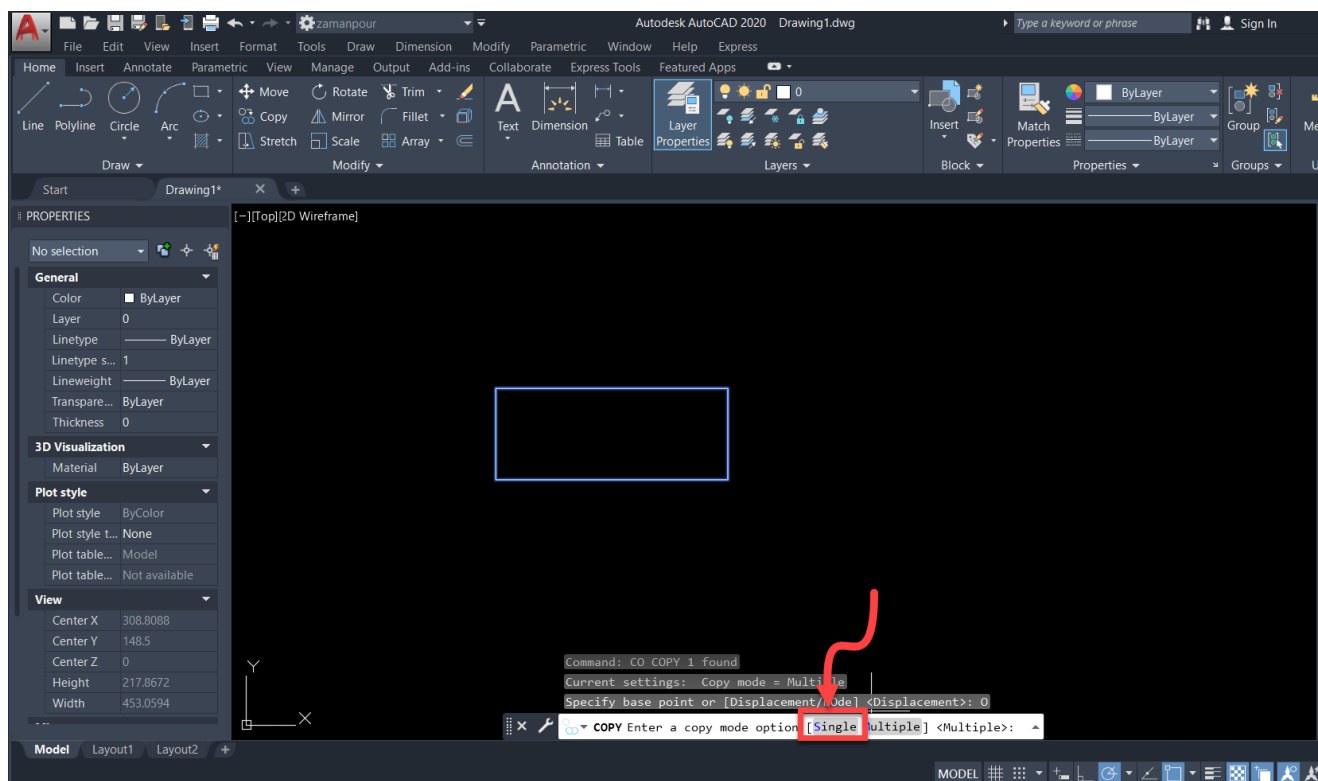 zamanpour
Autodesk AutoCAD 2020 Drawing1.dwg
Type a keyword or phrase
Sign In
File Edit View Insert Format Tools Draw Dimension Modify Parametric Window Help Express
Home Insert Annotate Parametric View Manage Output Add-ins Collaborate Express Tools Featured Apps
Move Rotate Trim
0
ByLayer
Copy Mirror Fillet
ByLayer
Line Polyline Circle Arc
Text Dimension
Layer
Properties
Insert
Match
Properties
Group
Stretch Scale Array
Table
ByLayer
Draw Modify Annotation Layers Block Properties Groups
Start Drawing1*
PROPERTIES
[−][Top][2D Wireframe]
No selection
General
Color ByLayer
Layer 0
Linetype ByLayer
Linetype s... 1
Lineweight ByLayer
Transpare... ByLayer
Thickness 0
3D Visualization
Material ByLayer
Plot style
Plot style ByColor
Plot style t... None
Plot table... Model
Plot table... Not available
View
Center X 308.8088
Center Y 148.5
Center Z 0
Height 217.8672
Width 453.0594
Y
X
Command: CO COPY 1 found
Current settings: Copy mode = Multiple
Specify base point or [Displacement/mOde] <Displacement>: O
COPY Enter a copy mode option [Single Multiple] <Multiple>:
Model Layout1 Layout2 +
MODEL